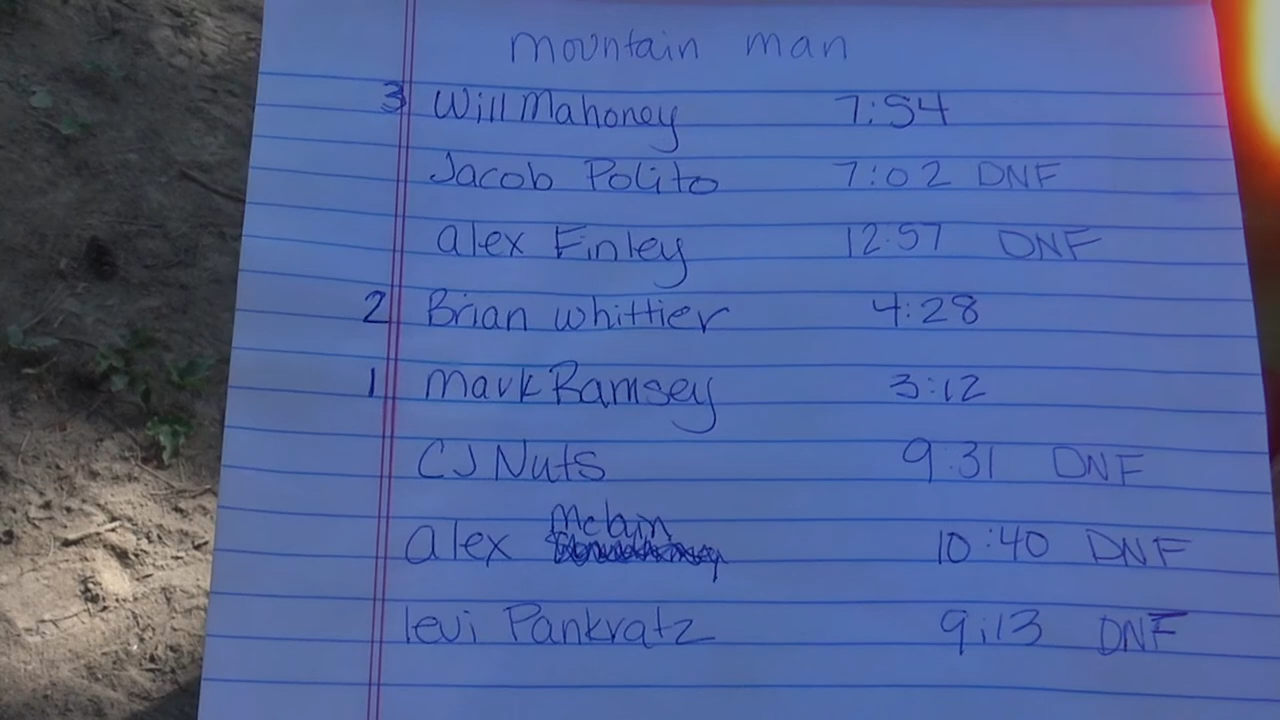 mountain man
3 Will Mahoney 7:54
Jacob Polito 7:02 DNF
alex Finley 12:57 DNF
2 Brian whittier 4:28
1 mark Ramsey 3:12
CJ Nuts 9:31 DNF
alex Mcbain 10:40 DNF
levi Pankratz 9:13 DNF